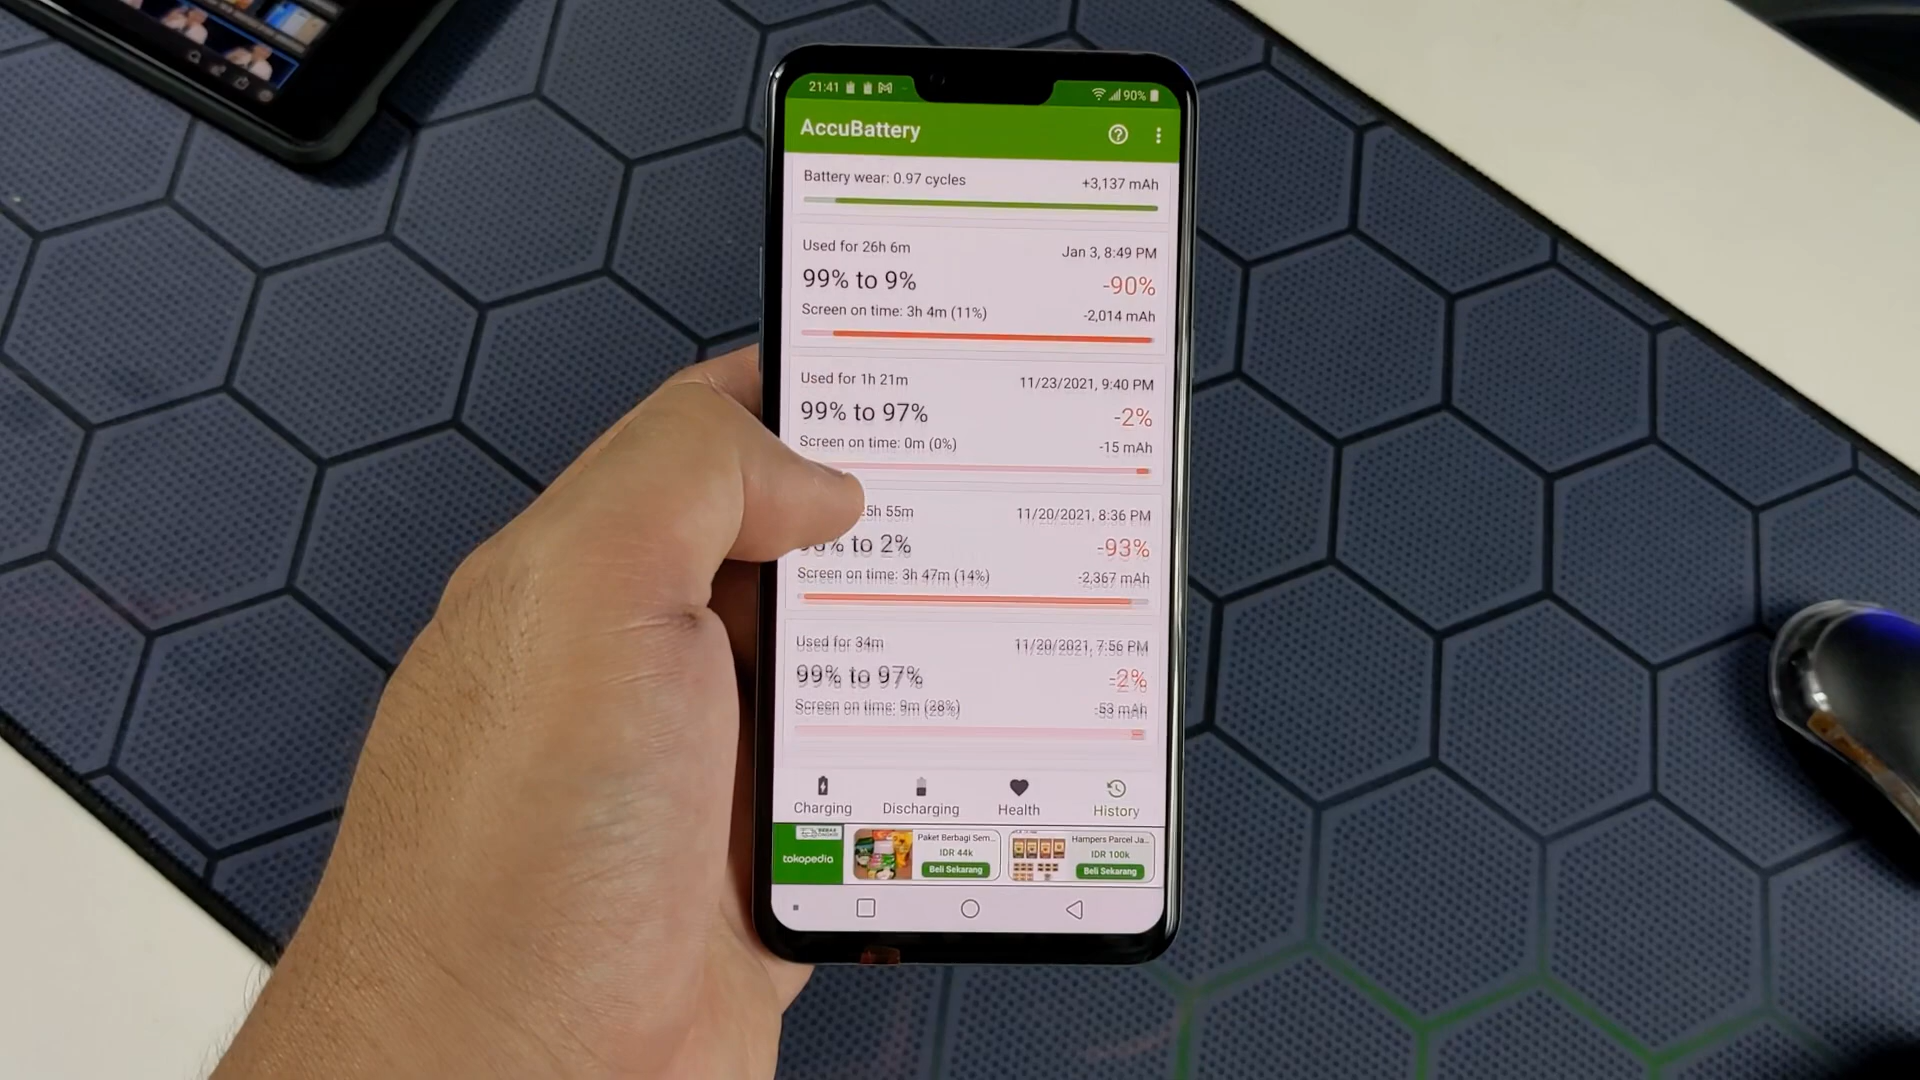 21:41
90%
AccuBattery
Battery wear: 0.97 cycles
+3,137 mAh
Used for 26h 6m
Jan 3, 8:49 PM
99% to 9%
-90%
Screen on time: 3h 4m (11%)
-2,014 mAh
Used for 1h 21m
11/23/2021, 9:40 PM
99% to 97%
-2%
Screen on time: 0m (0%)
-15 mAh
55m
11/20/2021, 8:36 PM
to 2%
-93%
Screen on time: 3h 47m (14%)
-2,367 mAh
Used for 34m
11/20/2021, 7:56 PM
99% to 97%
-2%
Screen on time: 9m (28%)
-53 mAh
Charging
Discharging
Health
History
tokopedia
Paket Berbagi Sem...
IDR 44k
Beli Sekarang
Hampers Parcel Ja...
IDR 100k
Beli Sekarang